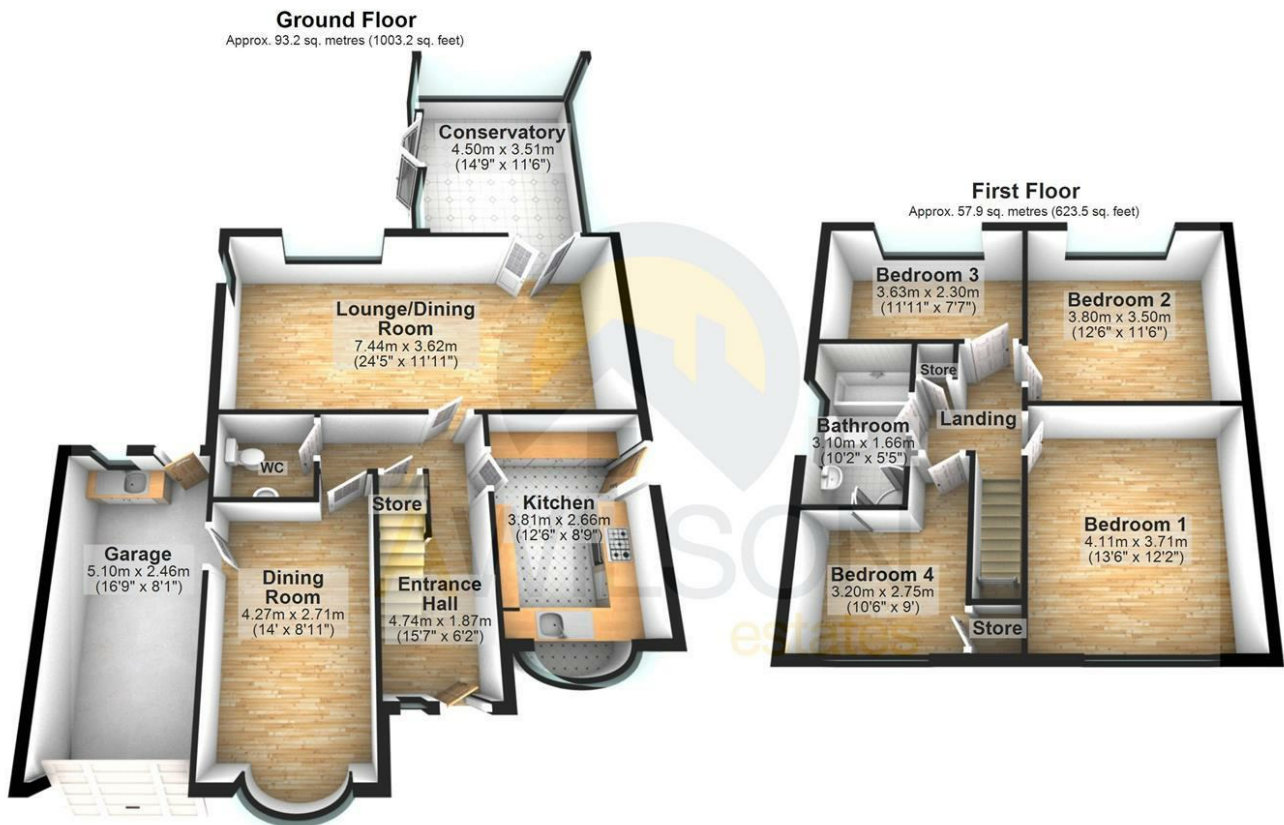 Ground Floor
Approx. 93.2 sq. metres (1003.2 sq. feet)
Conservatory
4.50m x 3.51m
(14'9" x 11'6")
Lounge/Dining
Room
7.44m x 3.62m
(24'5" x 11'11")
WC
Store
Kitchen
3.81m x 2.66m
(12'6" x 8'9")
Garage
5.10m x 2.46m
(16'9" x 8'1")
Dining
Room
4.27m x 2.71m
(14' x 8'11")
Entrance
Hall
4.74m x 1.87m
(15'7" x 6'2")
First Floor
Approx. 57.9 sq. metres (623.5 sq. feet)
Bedroom 3
3.63m x 2.30m
(11'11" x 7'7")
Bedroom 2
3.80m x 3.50m
(12'6" x 11'6")
Store
Landing
Bathroom
3.10m x 1.66m
(10'2" x 5'5")
Bedroom 1
4.11m x 3.71m
(13'6" x 12'2")
Bedroom 4
3.20m x 2.75m
(10'6" x 9')
Store
estates